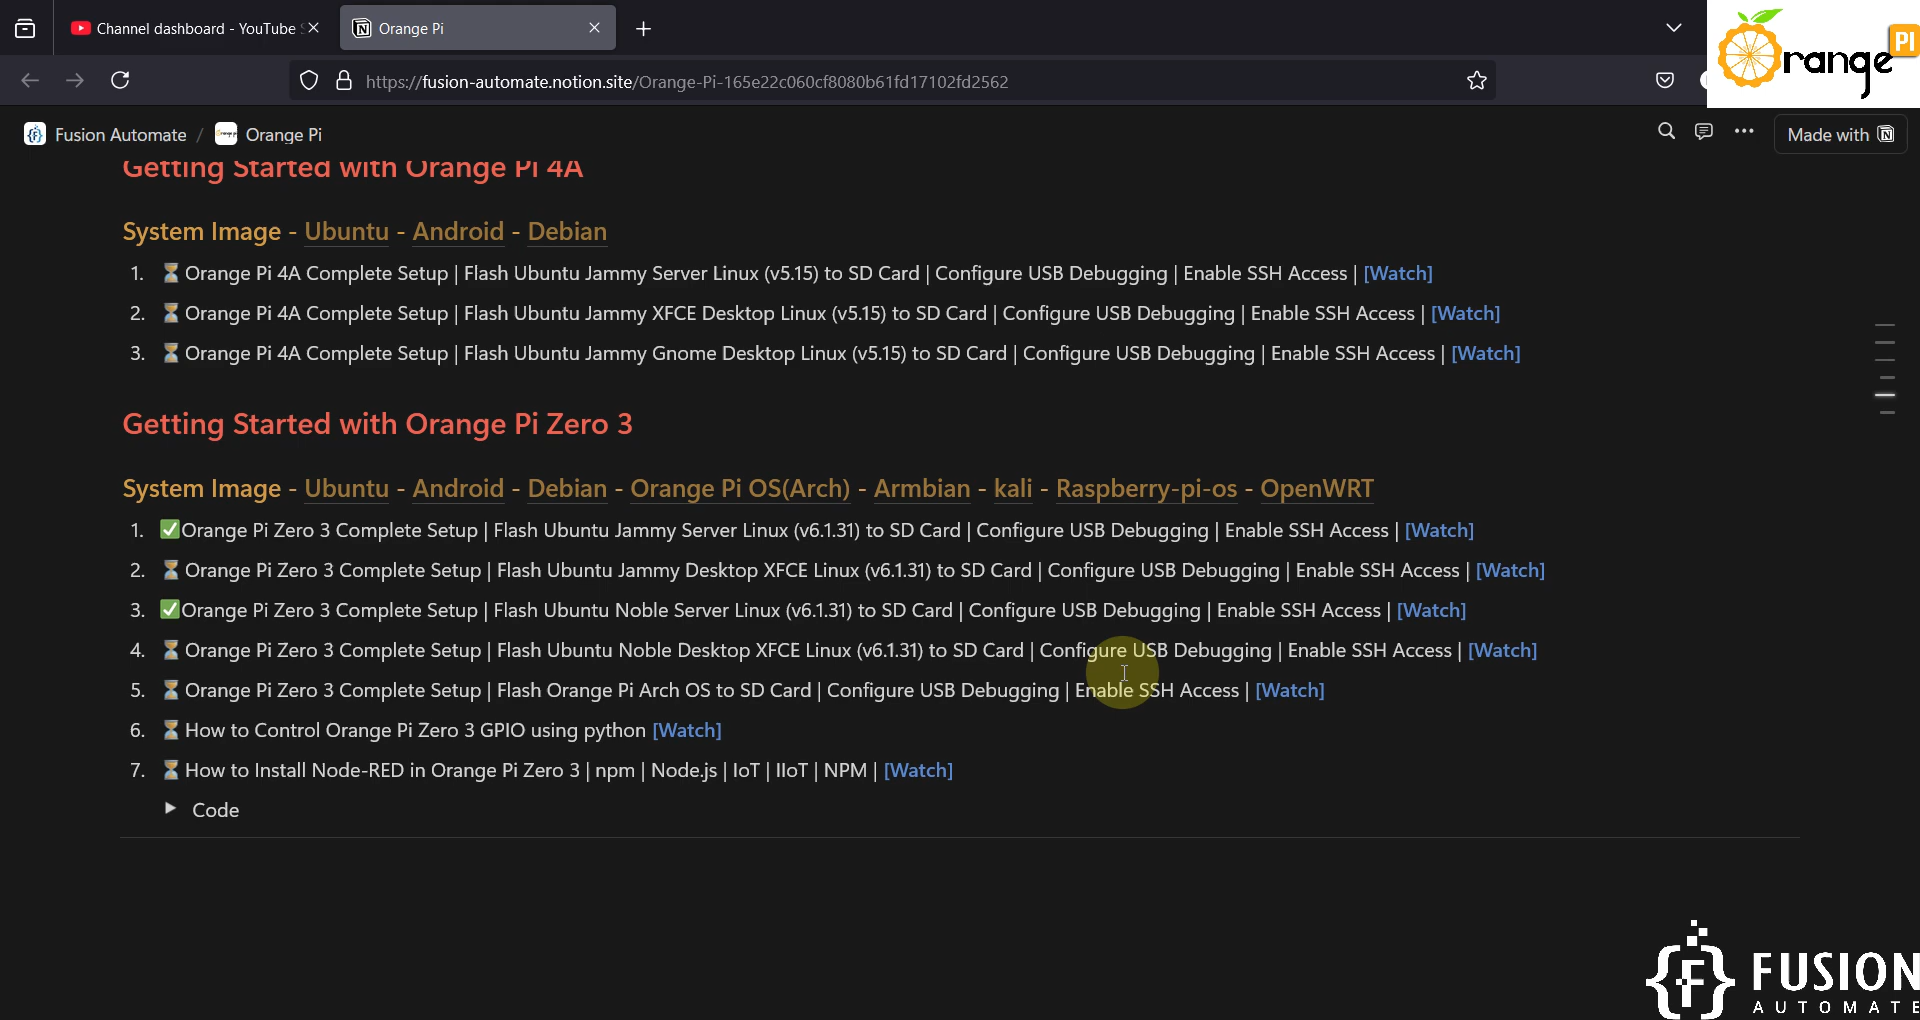 Channel dashboard - YouTube S
Orange Pi
https://fusion-automate.notion.site/Orange-Pi-165e22c060cf8080b61fd17102fd2562
range PI
Fusion Automate / Orange Pi
Made with
Getting Started with Orange Pi 4A
System Image - Ubuntu - Android - Debian
1. ⌛Orange Pi 4A Complete Setup | Flash Ubuntu Jammy Server Linux (v5.15) to SD Card | Configure USB Debugging | Enable SSH Access | [Watch]
2. ⌛Orange Pi 4A Complete Setup | Flash Ubuntu Jammy XFCE Desktop Linux (v5.15) to SD Card | Configure USB Debugging | Enable SSH Access | [Watch]
3. ⌛Orange Pi 4A Complete Setup | Flash Ubuntu Jammy Gnome Desktop Linux (v5.15) to SD Card | Configure USB Debugging | Enable SSH Access | [Watch]
Getting Started with Orange Pi Zero 3
System Image - Ubuntu - Android - Debian - Orange Pi OS(Arch) - Armbian - kali - Raspberry-pi-os - OpenWRT
1. ✅Orange Pi Zero 3 Complete Setup | Flash Ubuntu Jammy Server Linux (v6.1.31) to SD Card | Configure USB Debugging | Enable SSH Access | [Watch]
2. ⌛Orange Pi Zero 3 Complete Setup | Flash Ubuntu Jammy Desktop XFCE Linux (v6.1.31) to SD Card | Configure USB Debugging | Enable SSH Access | [Watch]
3. ✅Orange Pi Zero 3 Complete Setup | Flash Ubuntu Noble Server Linux (v6.1.31) to SD Card | Configure USB Debugging | Enable SSH Access | [Watch]
4. ⌛Orange Pi Zero 3 Complete Setup | Flash Ubuntu Noble Desktop XFCE Linux (v6.1.31) to SD Card | Configure USB Debugging | Enable SSH Access | [Watch]
5. ⌛Orange Pi Zero 3 Complete Setup | Flash Orange Pi Arch OS to SD Card | Configure USB Debugging | Enable SSH Access | [Watch]
6. ⌛How to Control Orange Pi Zero 3 GPIO using python [Watch]
7. ⌛How to Install Node-RED in Orange Pi Zero 3 | npm | Node.js | IoT | IIoT | NPM | [Watch]
Code
{F} FUSION
AUTOMATE